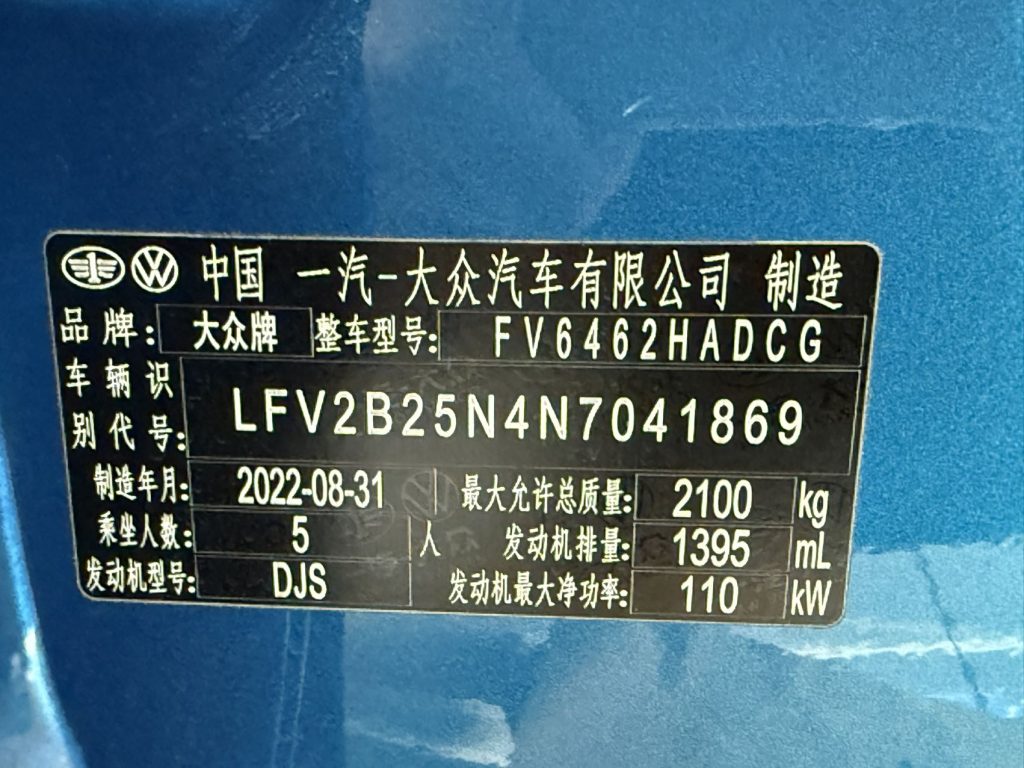 中国 一汽-大众汽车有限公司 制造
品牌: 大众牌 整车型号: FV6462HADCG
车辆识别代号: LFV2B25N4N7041869
制造年月: 2022-08-31 最大允许总质量: 2100 kg
乘坐人数: 5 人 发动机排量: 1395 mL
发动机型号: DJS 发动机最大净功率: 110 kW